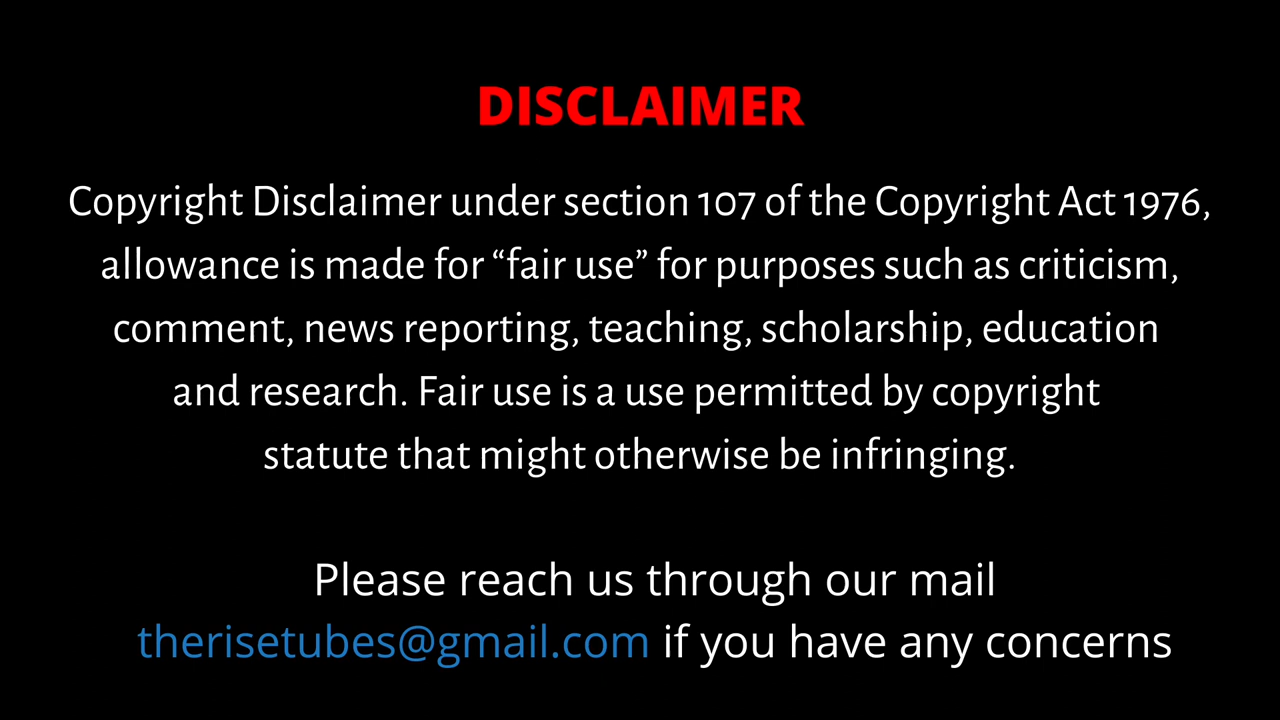 DISCLAIMER
Copyright Disclaimer under section 107 of the Copyright Act 1976,
allowance is made for “fair use” for purposes such as criticism,
comment, news reporting, teaching, scholarship, education
and research. Fair use is a use permitted by copyright
statute that might otherwise be infringing.
Please reach us through our mail
therisetubes@gmail.com if you have any concerns